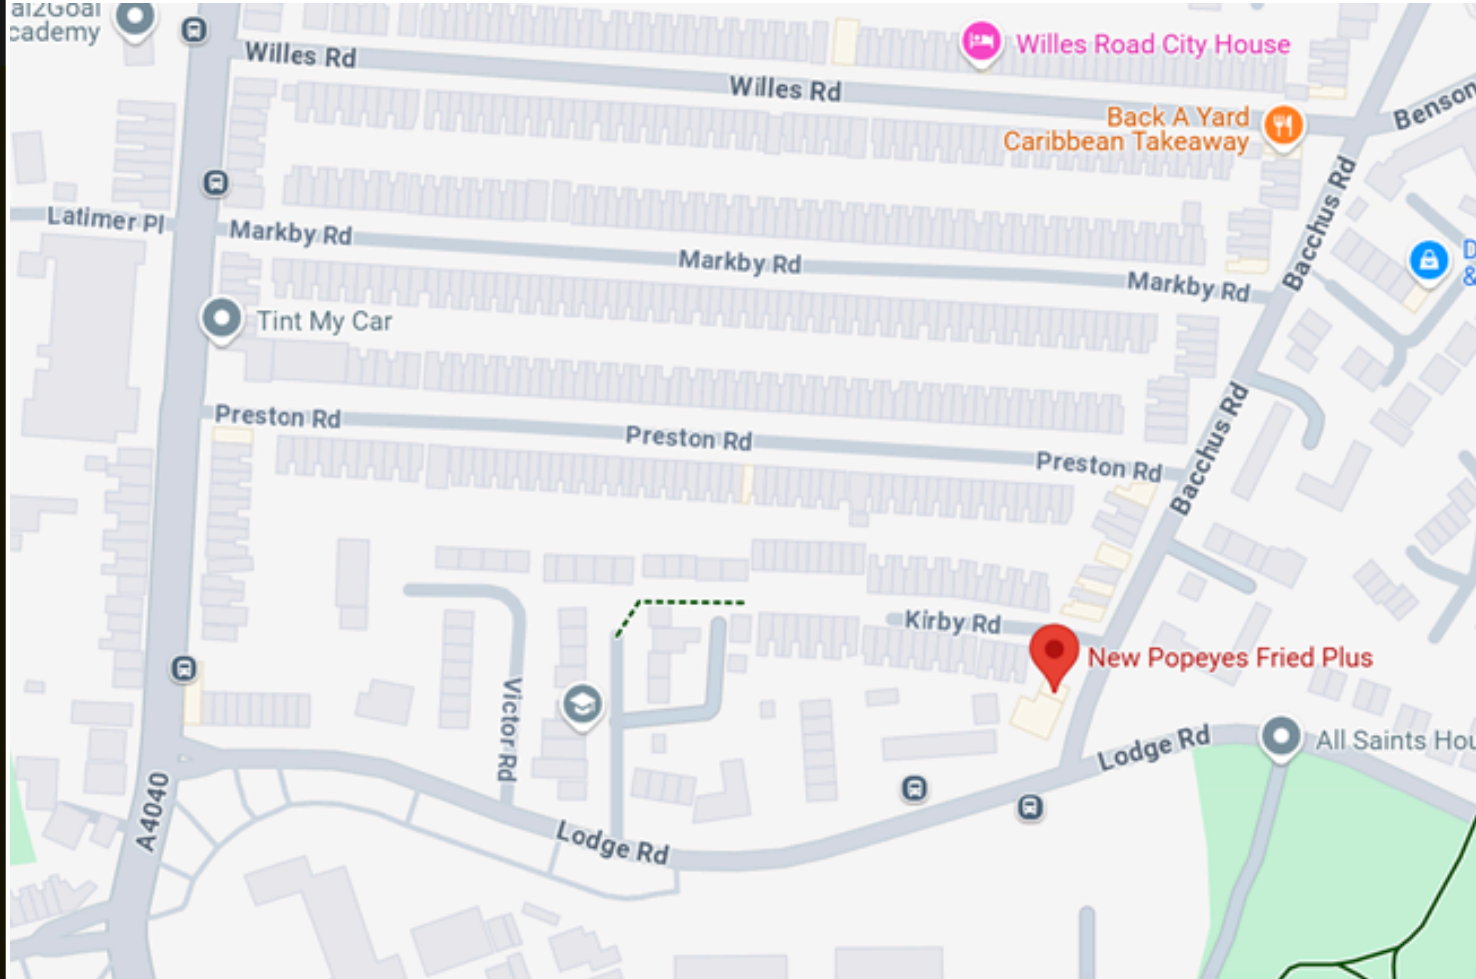 al2Goal
cademy
Willes Rd
Willes Road City House
Willes Rd
Back A Yard
Caribbean Takeaway
Benson
Latimer Pl
Markby Rd
Markby Rd
Markby Rd
Bacchus Rd
D
&
Tint My Car
Preston Rd
Preston Rd
Preston Rd
Bacchus Rd
Kirby Rd
New Popeyes Fried Plus
Victor Rd
Lodge Rd
All Saints Hou
A4040
Lodge Rd